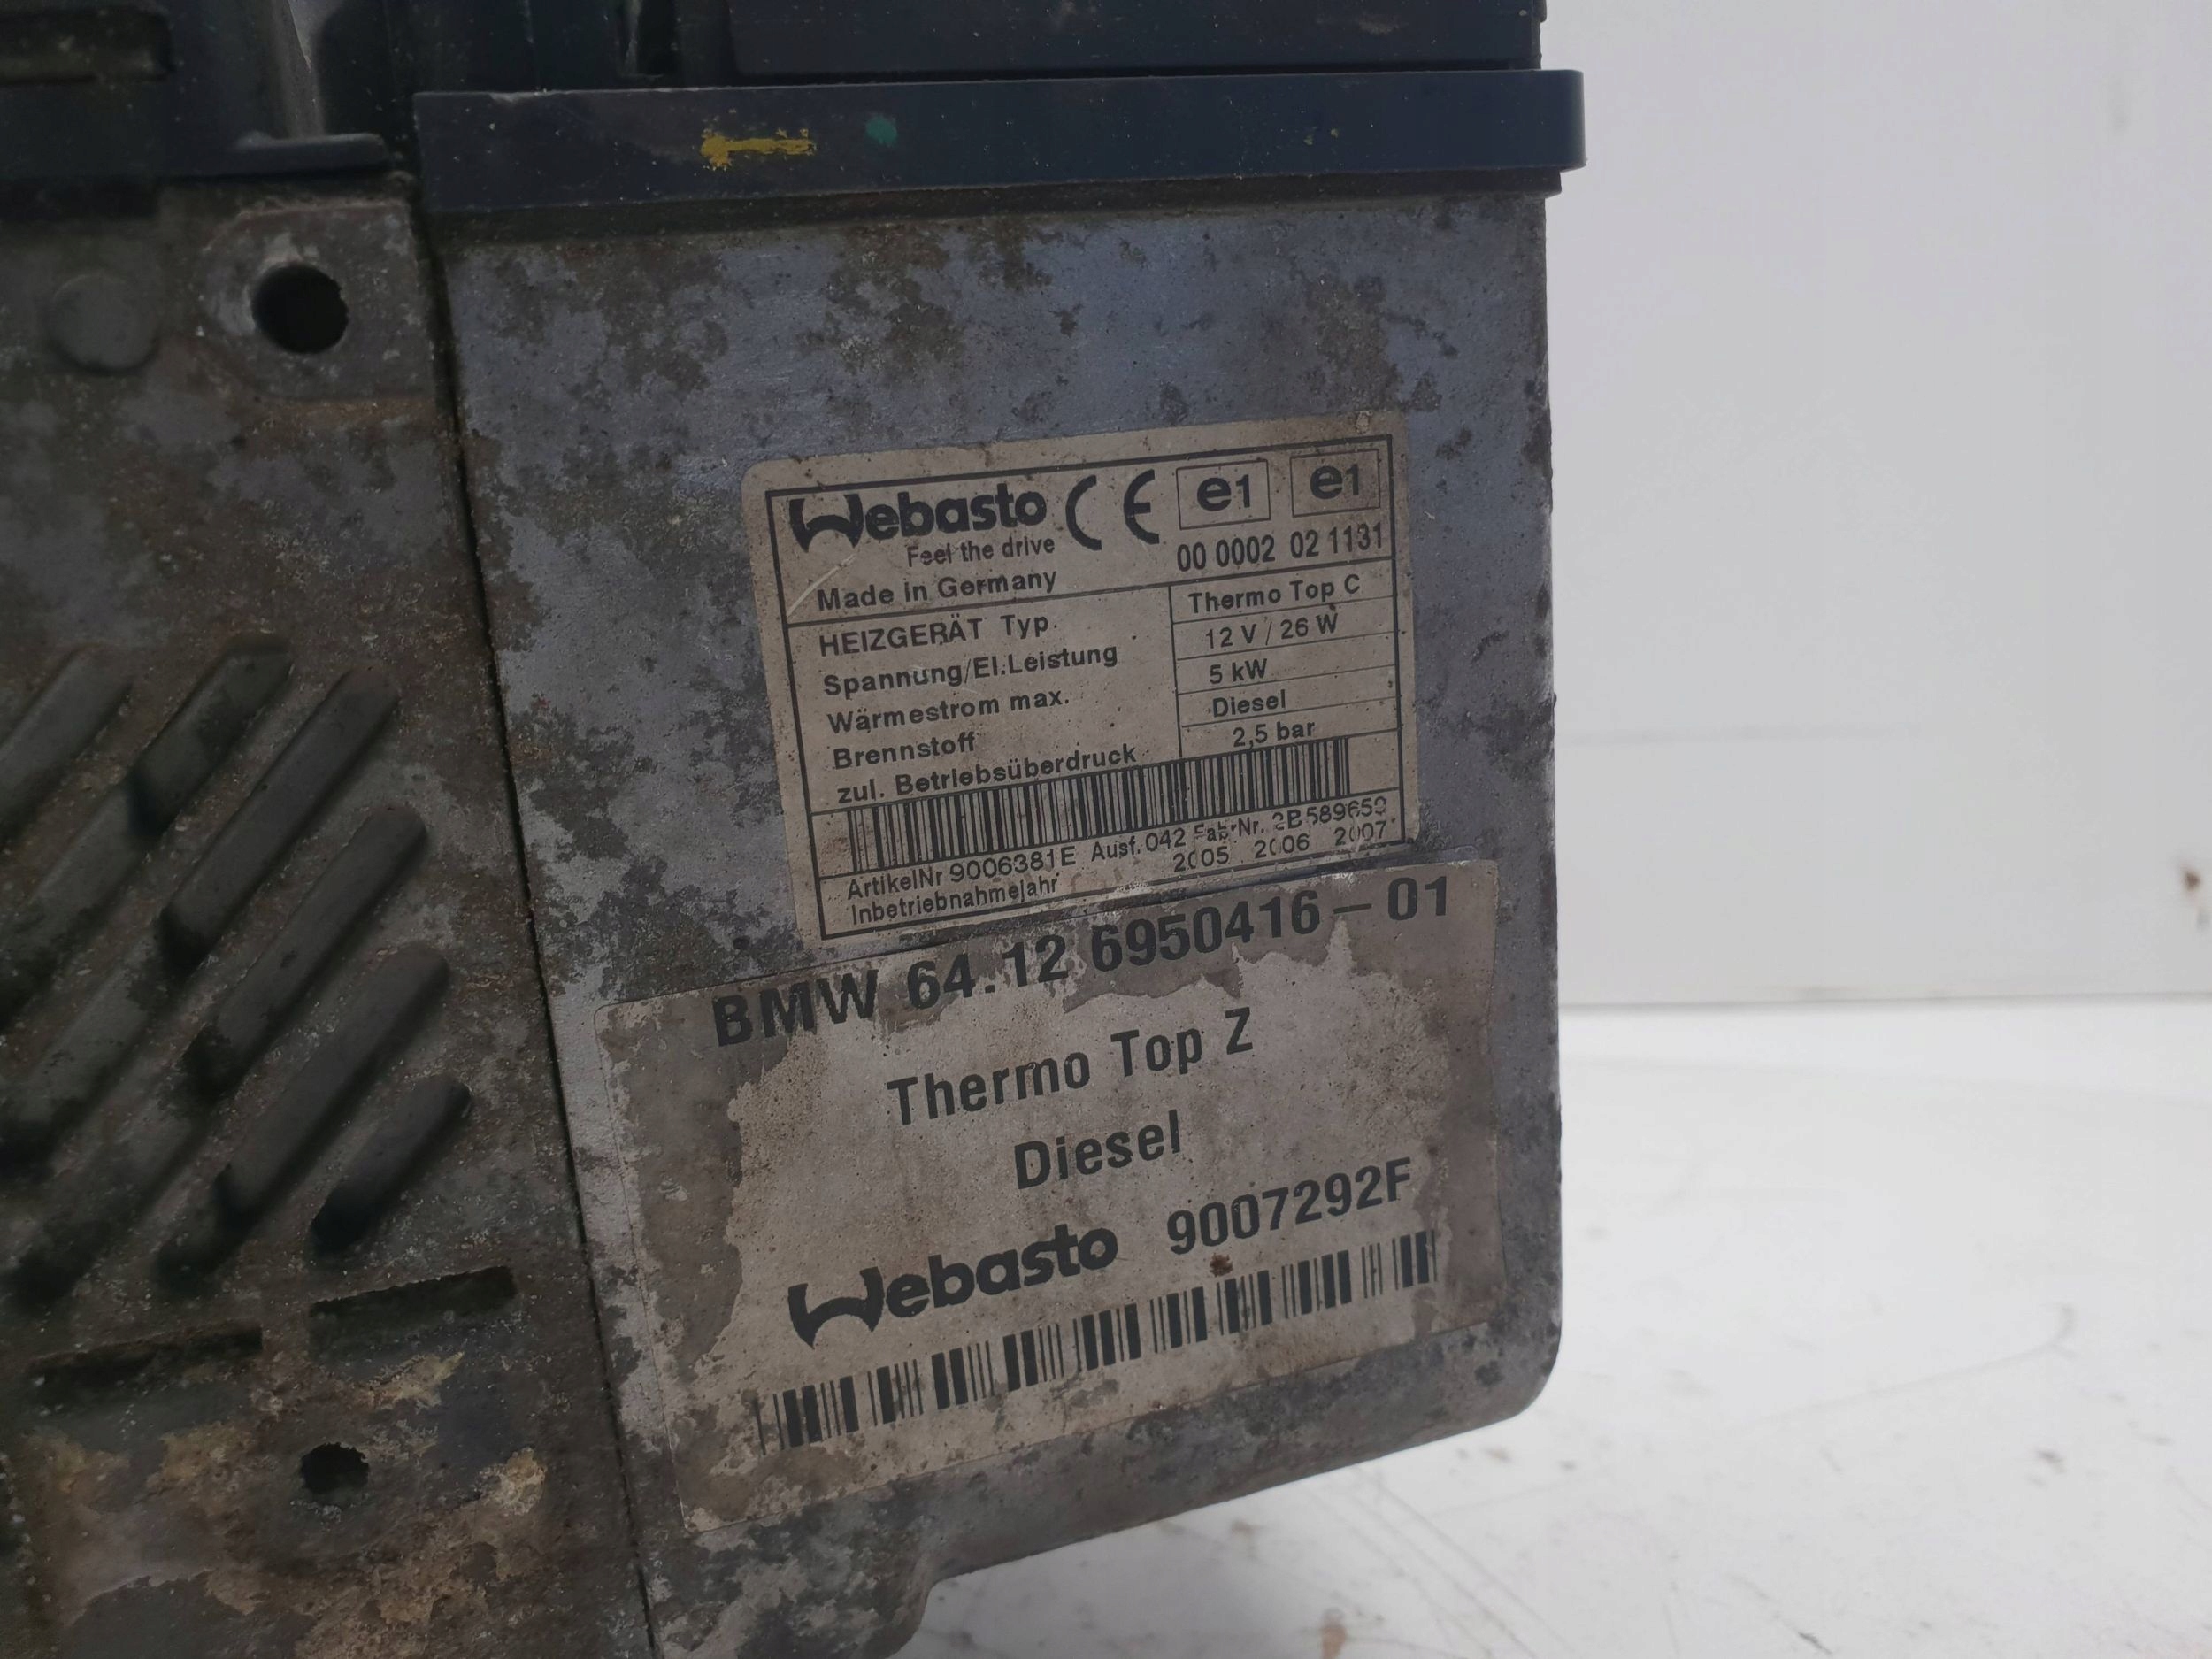 Webasto CE e1 e1
Feel the drive 00 0002 02 1131
Made in Germany
HEIZGERÄT Typ. Thermo Top C
Spannung/El.Leistung 12 V / 26 W
Wärmestrom max. 5 kW
Brennstoff Diesel
zul. Betriebsüberdruck 2,5 bar
ArtikelNr 9006381E Ausf. 042 Fabr Nr.
Inbetriebnahmejahr 2005 2006 2007
BMW 64.12 6950416-01
Thermo Top Z
Diesel
Webasto 9007292F